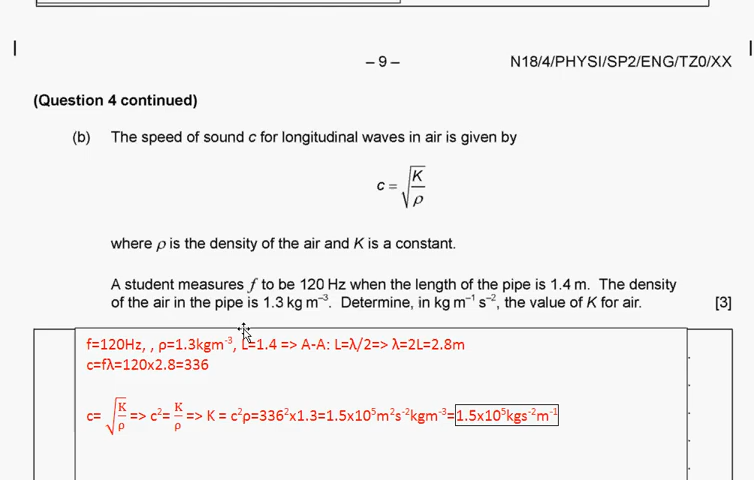 – 9 –
N18/4/PHYSI/SP2/ENG/TZ0/XX
(Question 4 continued)
(b) The speed of sound c for longitudinal waves in air is given by
c = √(K/ρ)
where ρ is the density of the air and K is a constant.
A student measures f to be 120 Hz when the length of the pipe is 1.4 m. The density
of the air in the pipe is 1.3 kg m⁻³. Determine, in kg m⁻¹ s⁻², the value of K for air. [3]
f=120Hz, , ρ=1.3kgm⁻³, L=1.4 => A-A: L=λ/2=> λ=2L=2.8m
c=fλ=120x2.8=336
c= √(K/ρ) => c²= K/ρ => K = c²ρ=336²x1.3=1.5x10⁵m²s⁻²kgm⁻³=1.5x10⁵kgs⁻²m⁻¹